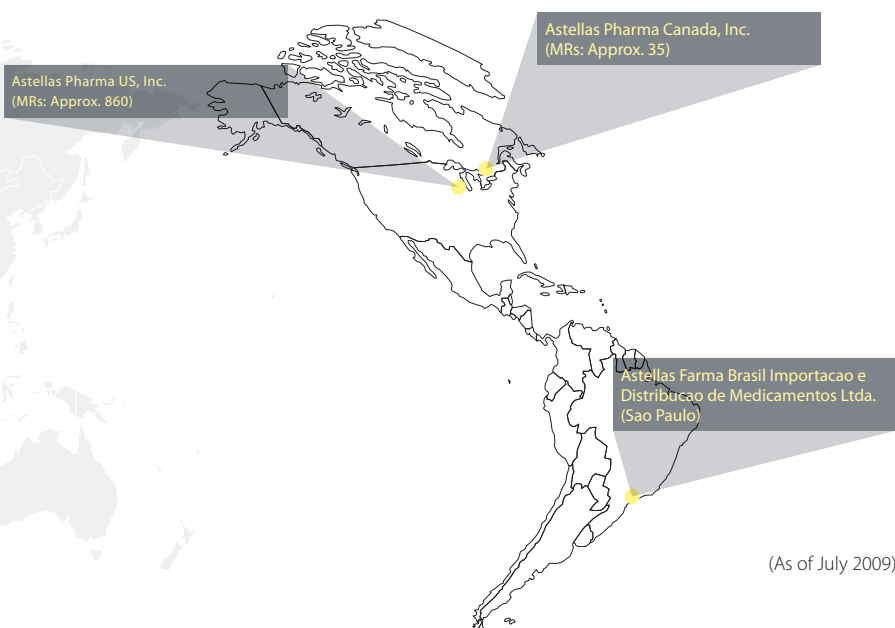 Astellas Pharma Canada, Inc.
(MRs: Approx. 35)
Astellas Pharma US, Inc.
(MRs: Approx. 860)
Astellas Farma Brasil Importacao e
Distribucao de Medicamentos Ltda.
(Sao Paulo)
(As of July 2009)